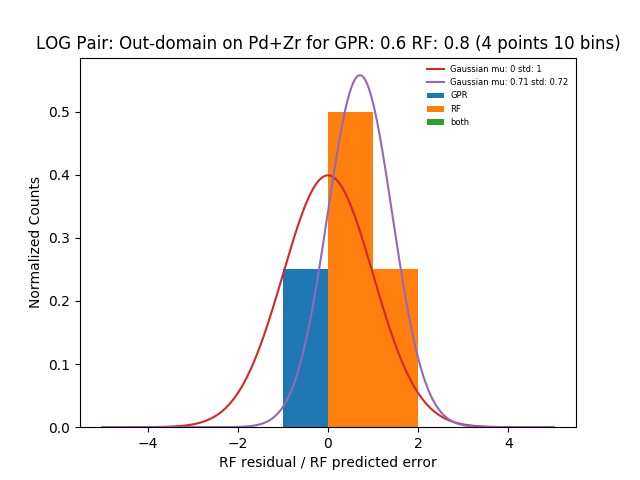 LOG Pair: Out-domain on Pd+Zr for GPR: 0.6 RF: 0.8 (4 points 10 bins)
Gaussian mu: 0 std: 1
Gaussian mu: 0.71 std: 0.72
GPR
RF
both
Normalized Counts
0.5
0.4
0.3
0.2
0.1
0.0
−4 −2 0 2 4
RF residual / RF predicted error